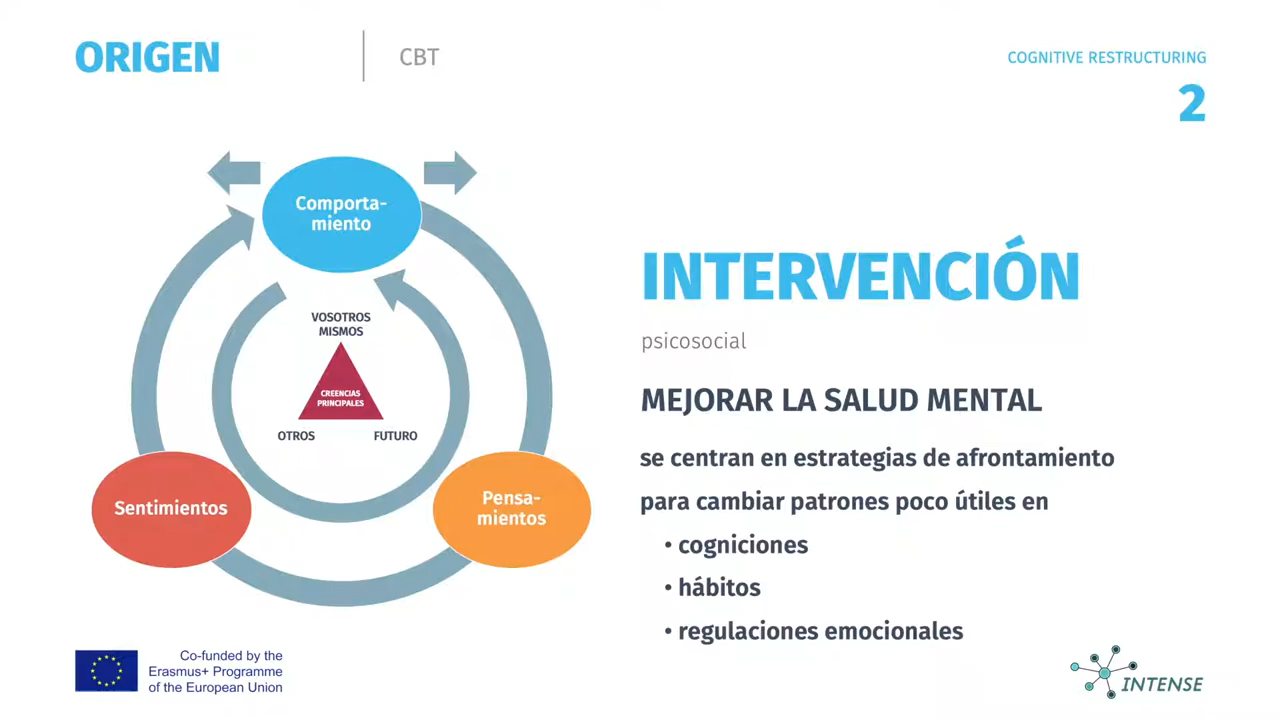 ORIGEN
CBT
COGNITIVE RESTRUCTURING
2
Comporta-
miento
VOSOTROS
MISMOS
CREENCIAS
PRINCIPALES
OTROS
FUTURO
Sentimientos
Pensa-
mientos
INTERVENCIÓN
psicosocial
MEJORAR LA SALUD MENTAL
se centran en estrategias de afrontamiento
para cambiar patrones poco útiles en
• cogniciones
• hábitos
• regulaciones emocionales
Co-funded by the
Erasmus+ Programme
of the European Union
INTENSE